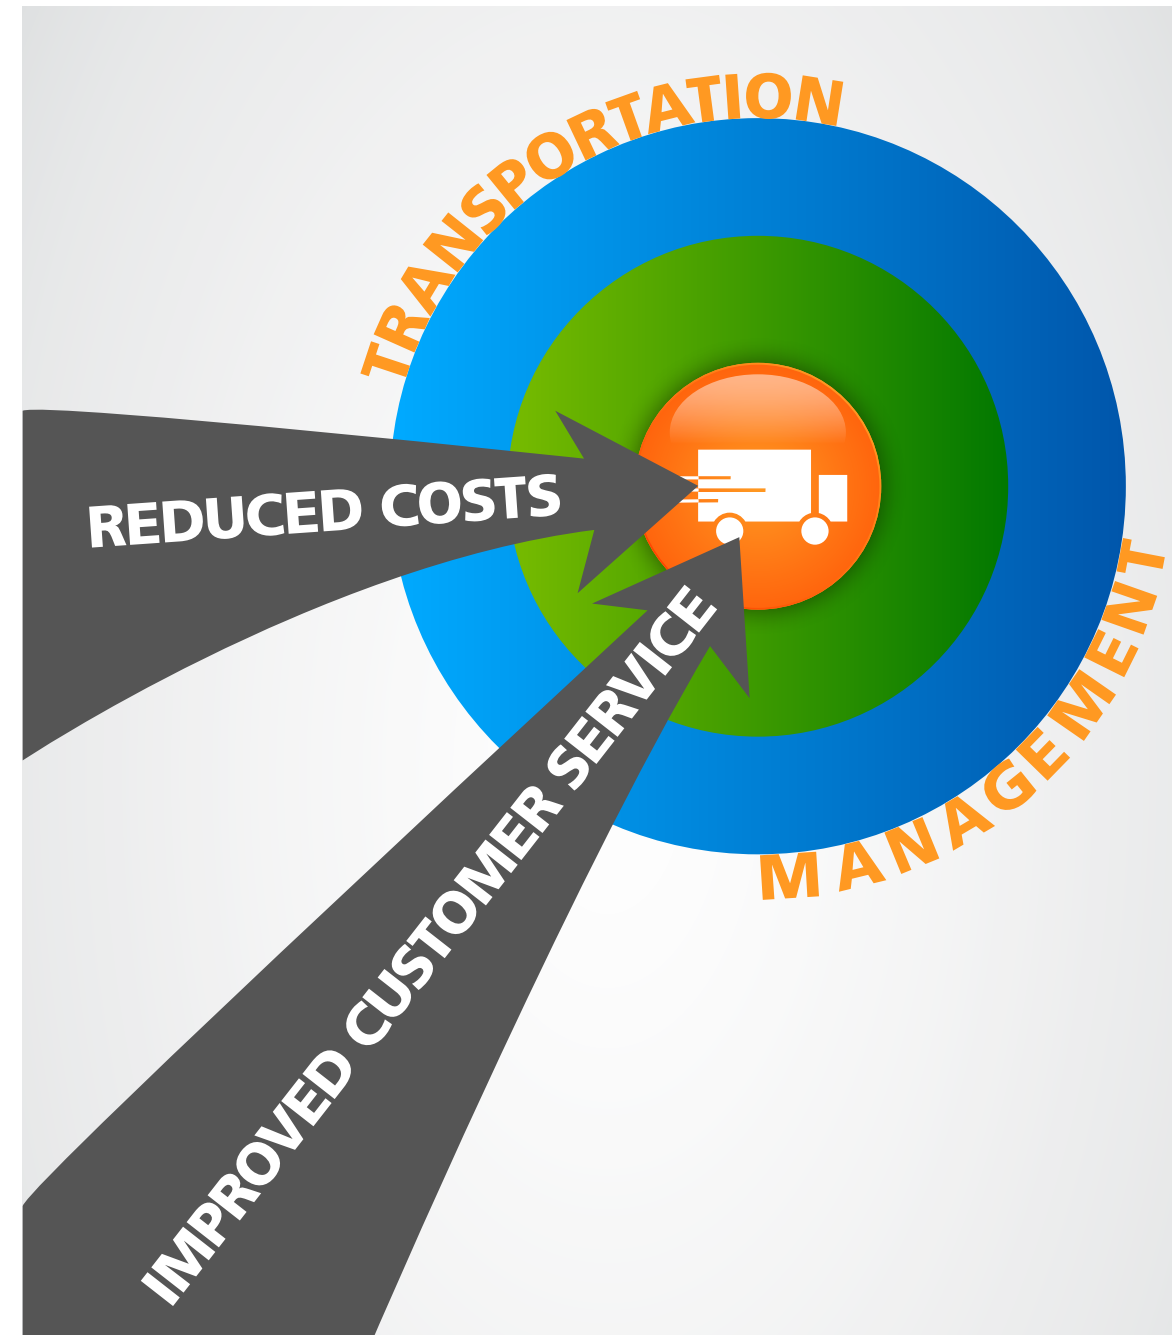 TRANSPORTATION
REDUCED COSTS
IMPROVED CUSTOMER SERVICE
MANAGEMENT